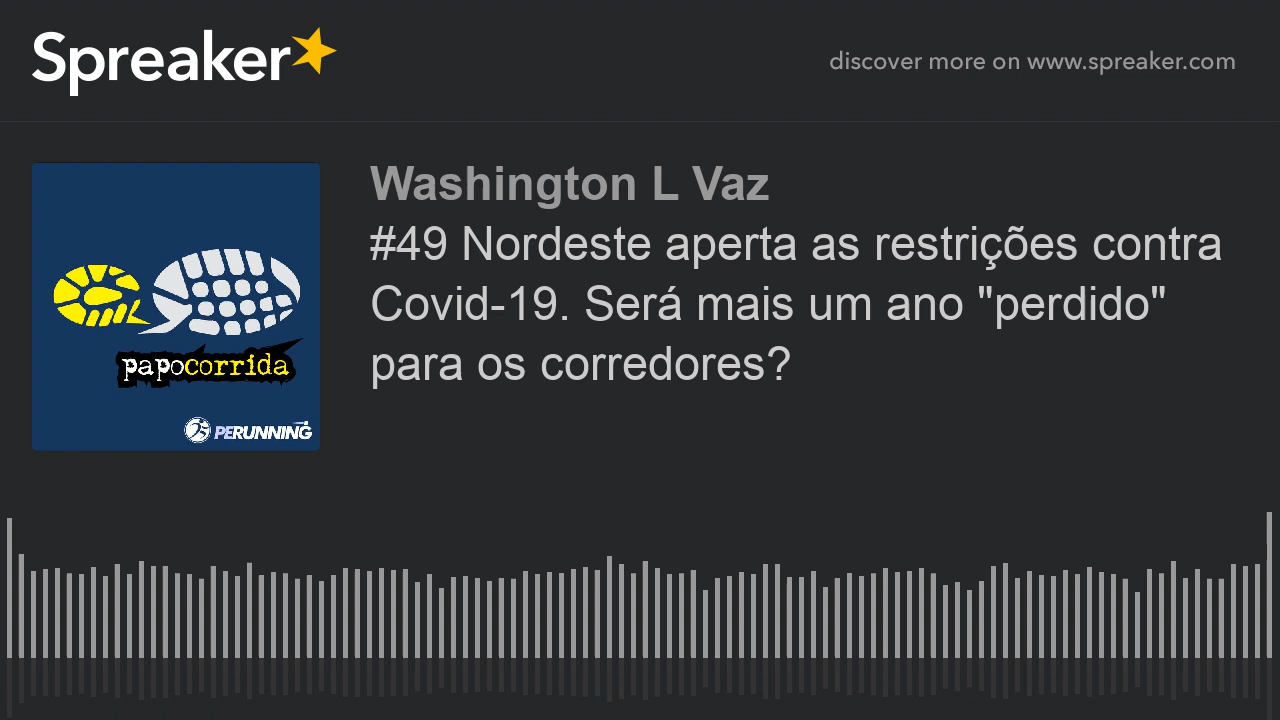 Spreaker
discover more on www.spreaker.com
Washington L Vaz
#49 Nordeste aperta as restrições contra
Covid-19. Será mais um ano "perdido"
para os corredores?
papocorrida
PERUNNING